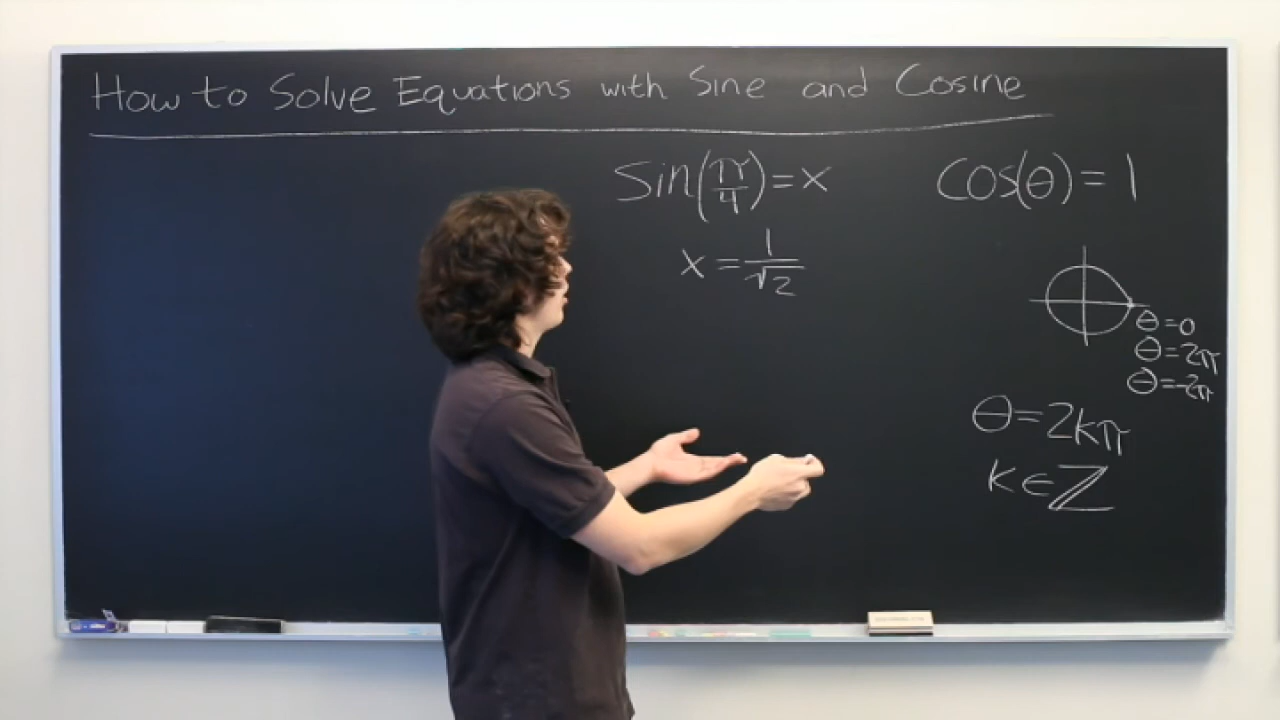 How to Solve Equations with Sine and Cosine
Sin(π/4)=x
x=1/√2
Cos(θ)=1
θ=0
θ=2π
θ=-2π
θ=2kπ
k∈ℤ